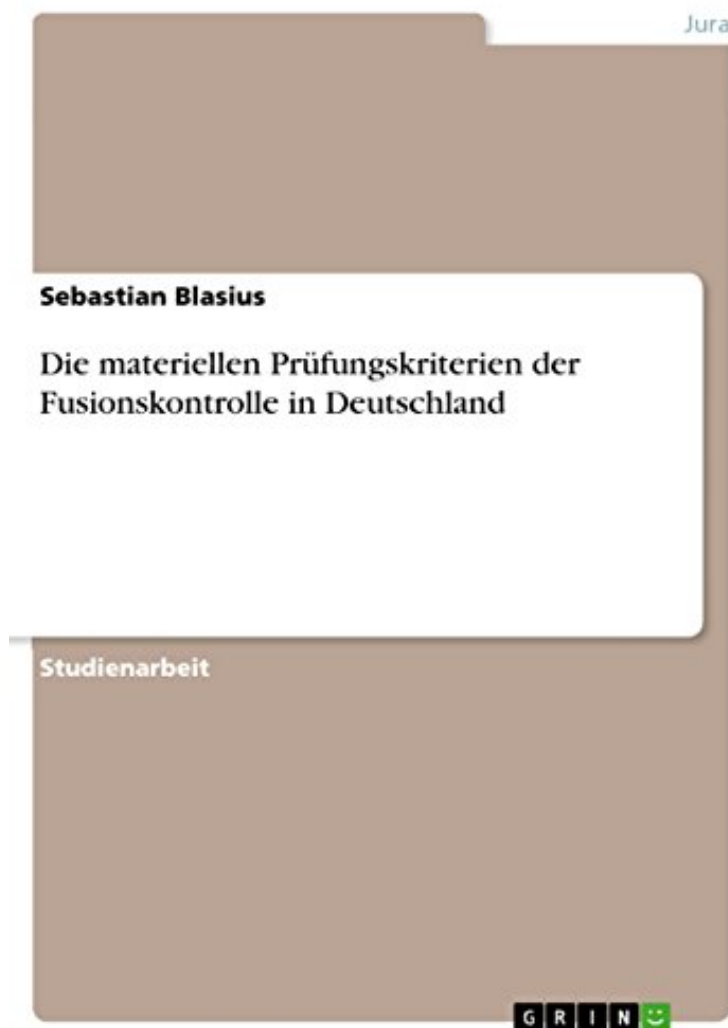 Jura
Sebastian Blasius
Die materiellen Prüfungskriterien der
Fusionskontrolle in Deutschland
Studienarbeit
GRIN